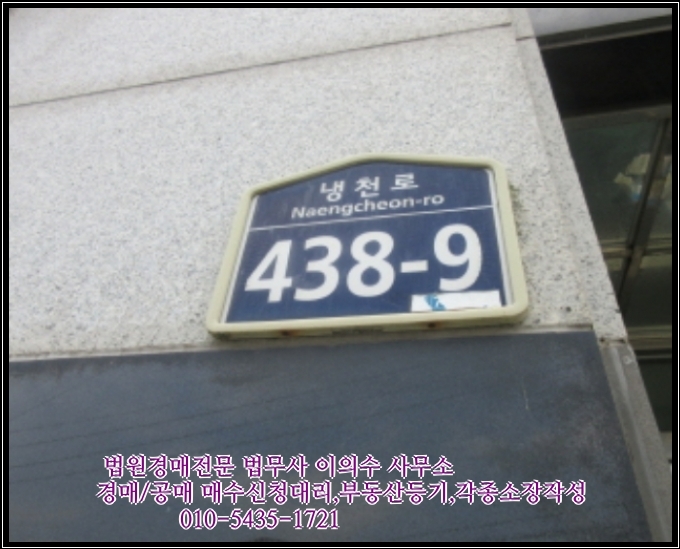 냉천로
Naengcheon-ro
438-9
법원경매전문 법무사 이의수 사무소
경매/공매 매수신청대리,부동산등기,각종소장작성
010-5435-1721